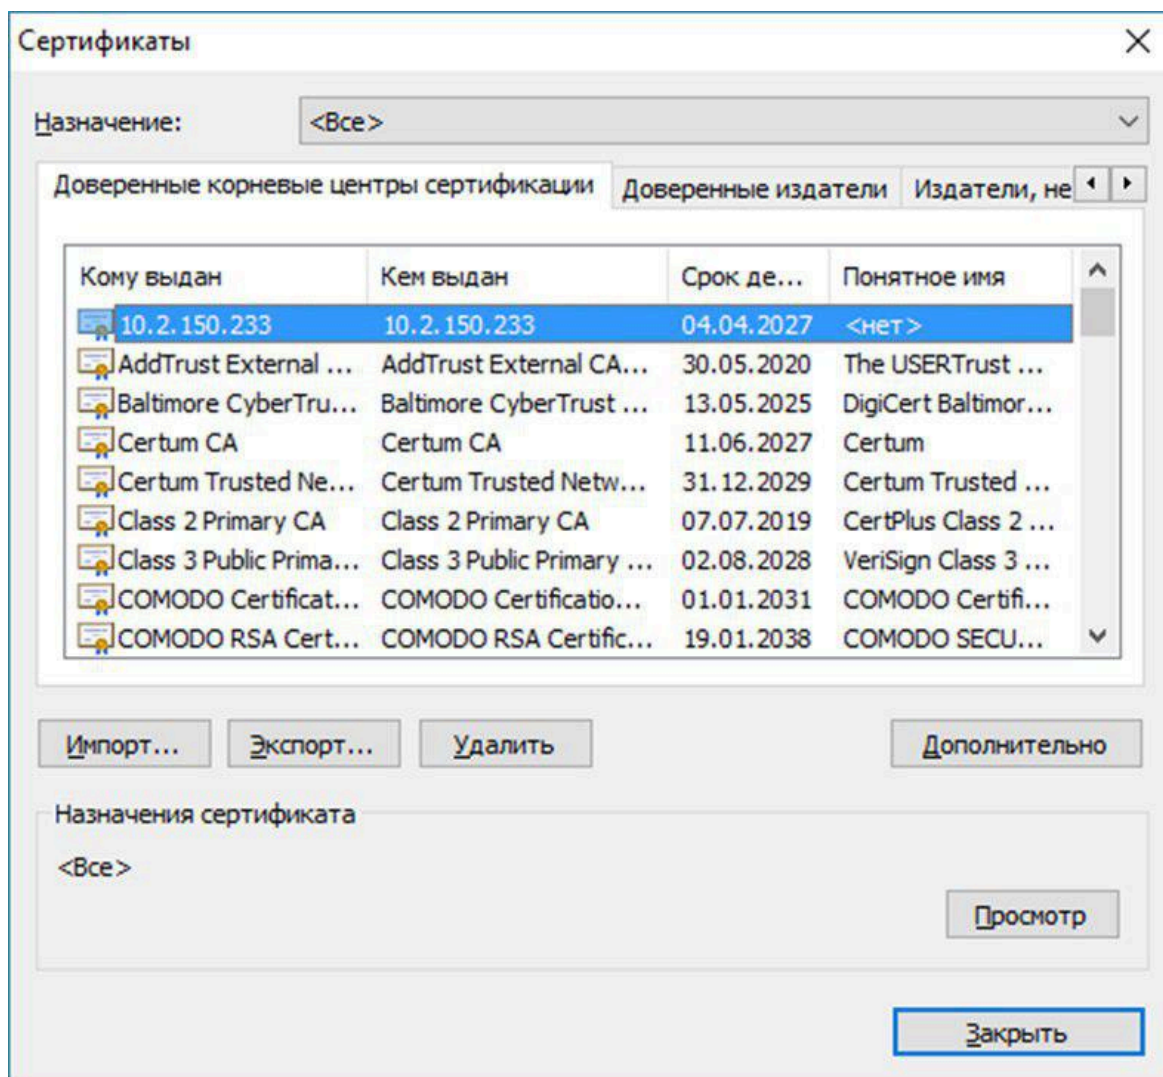 Сертификаты
Назначение: <Все>
Доверенные корневые центры сертификации Доверенные издатели Издатели, не
Кому выдан Кем выдан Срок де... Понятное имя
10.2.150.233 10.2.150.233 04.04.2027 <нет>
AddTrust External ... AddTrust External CA... 30.05.2020 The USERTrust ...
Baltimore CyberTru... Baltimore CyberTrust ... 13.05.2025 DigiCert Baltimor...
Certum CA Certum CA 11.06.2027 Certum
Certum Trusted Ne... Certum Trusted Netw... 31.12.2029 Certum Trusted ...
Class 2 Primary CA Class 2 Primary CA 07.07.2019 CertPlus Class 2 ...
Class 3 Public Prima... Class 3 Public Primary ... 02.08.2028 VeriSign Class 3 ...
COMODO Certificat... COMODO Certificatio... 01.01.2031 COMODO Certifi...
COMODO RSA Cert... COMODO RSA Certific... 19.01.2038 COMODO SECU...
Импорт... Экспорт... Удалить Дополнительно
Назначения сертификата
<Все>
Просмотр
Закрыть